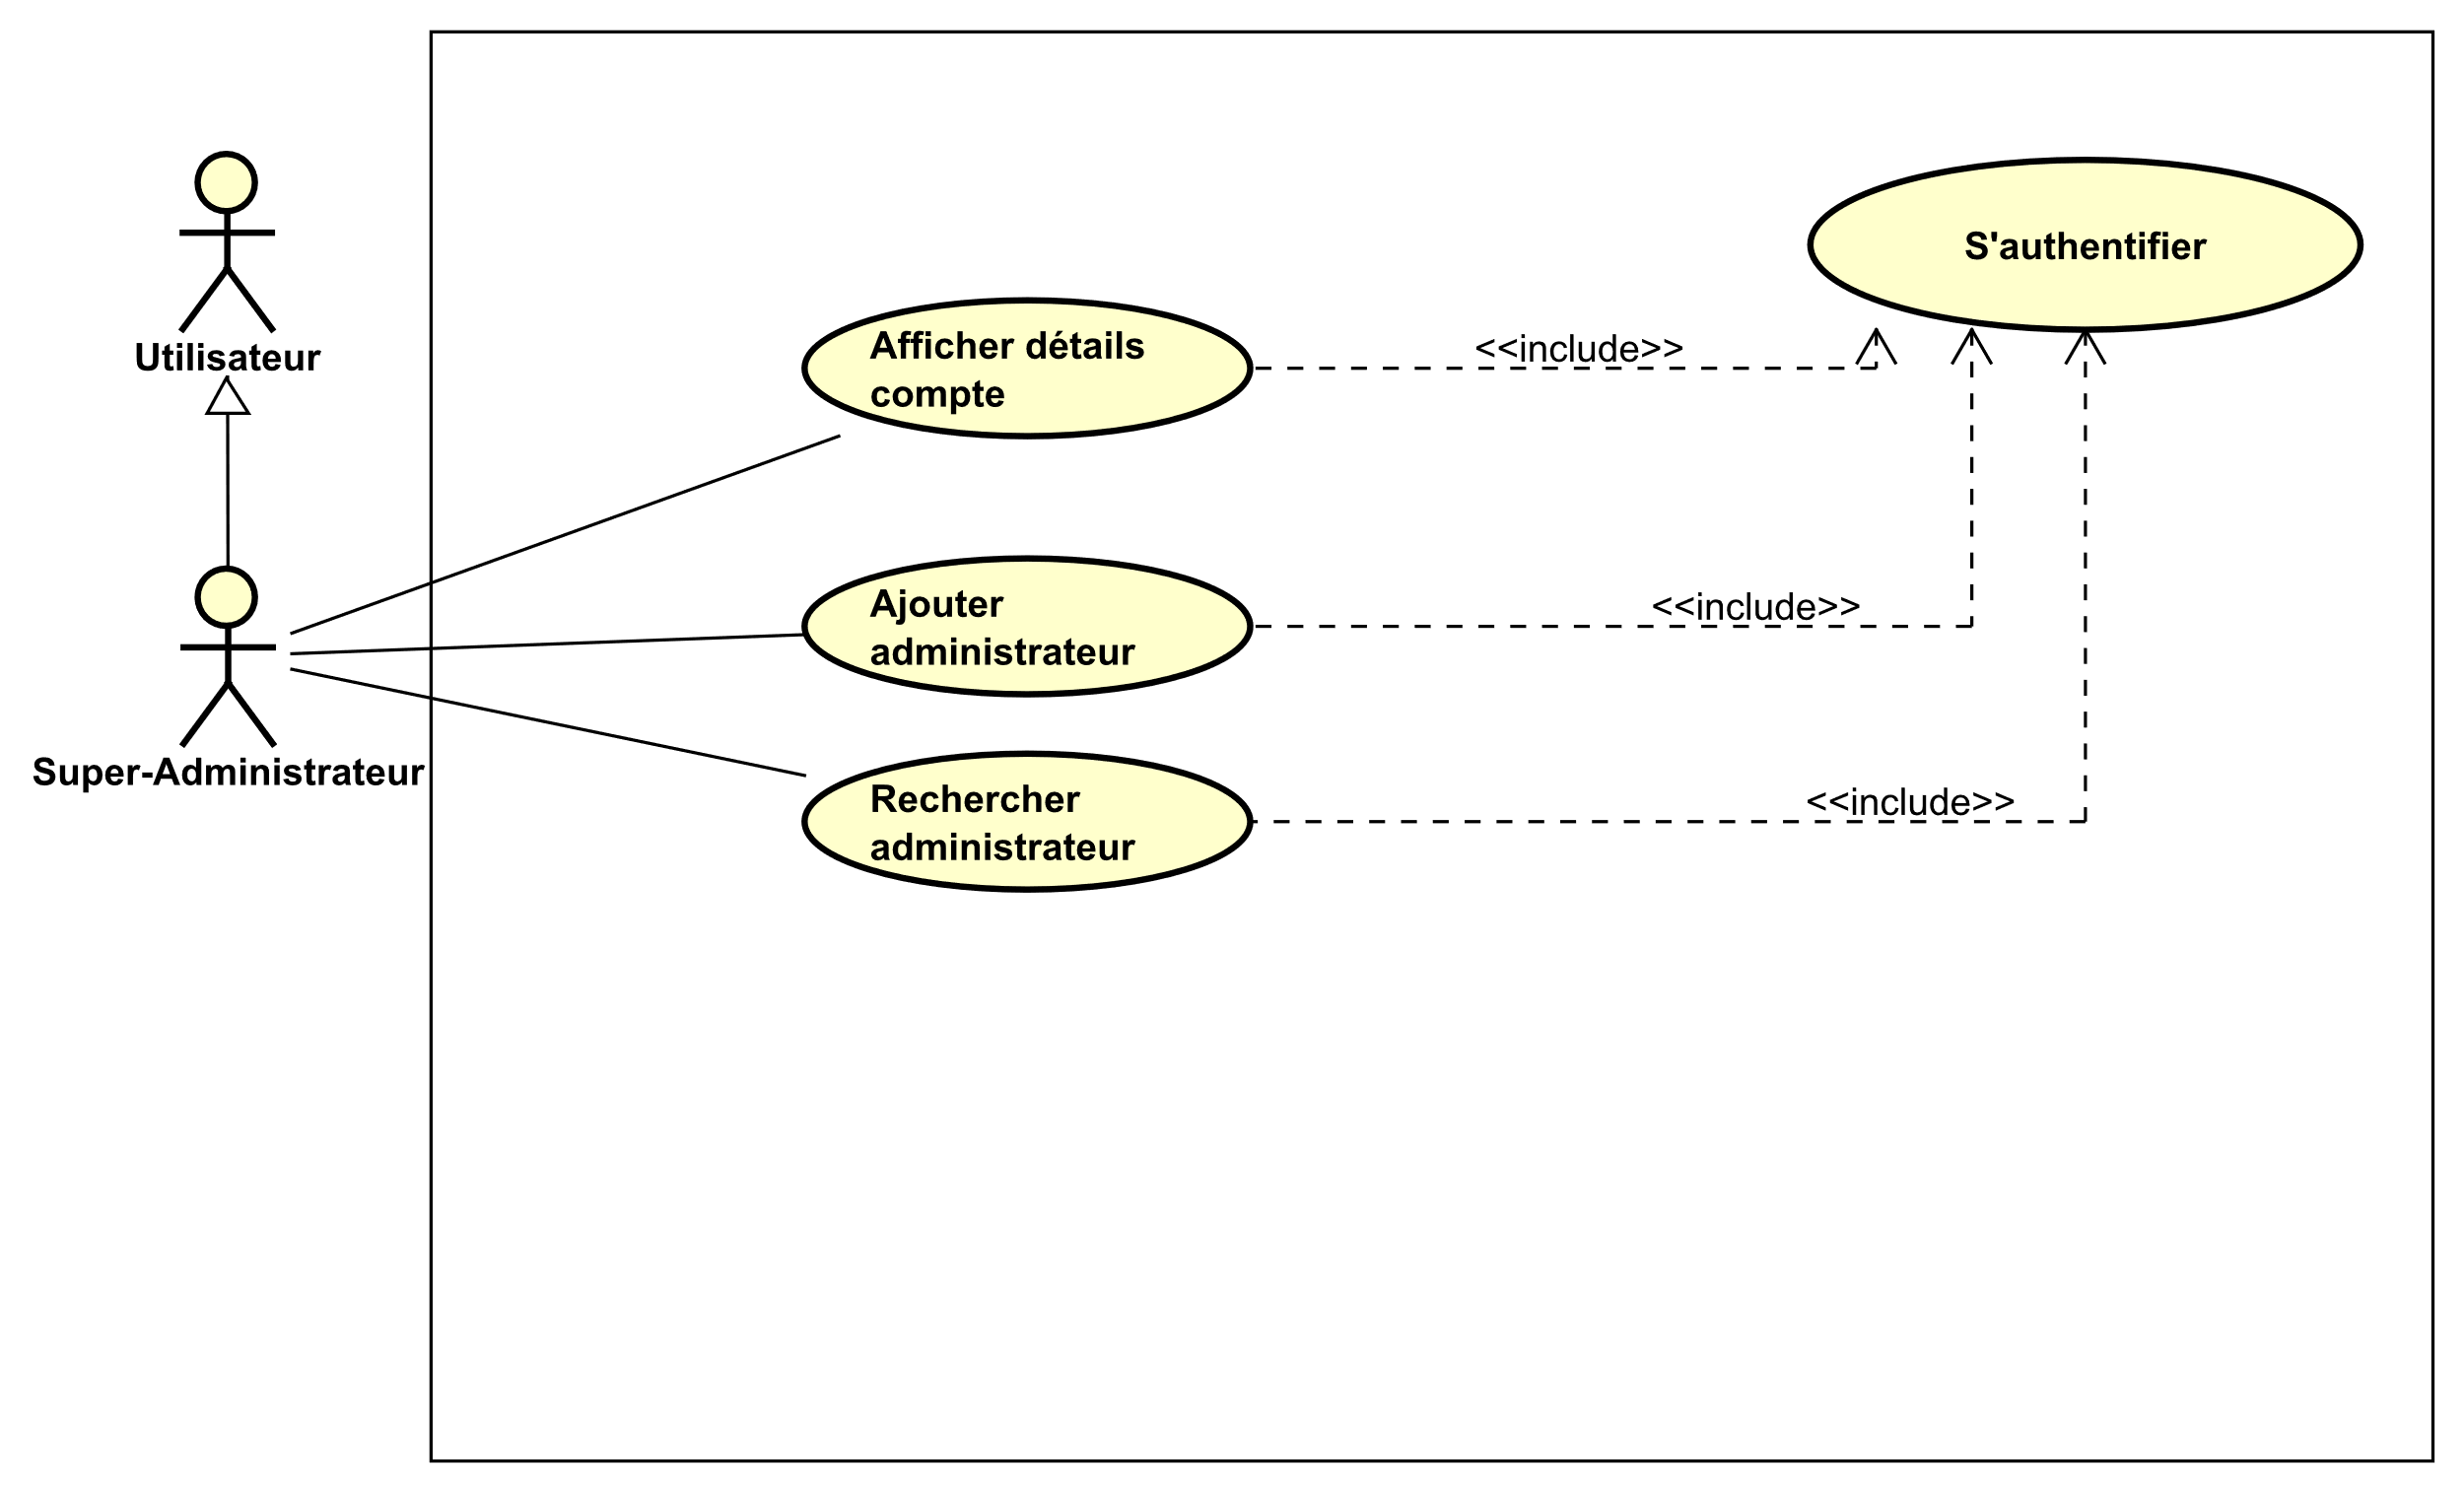 Utilisateur
Super-Administrateur
Afficher détails
compte
Ajouter
administrateur
Rechercher
administrateur
<<include>>
<<include>>
<<include>>
S'authentifier